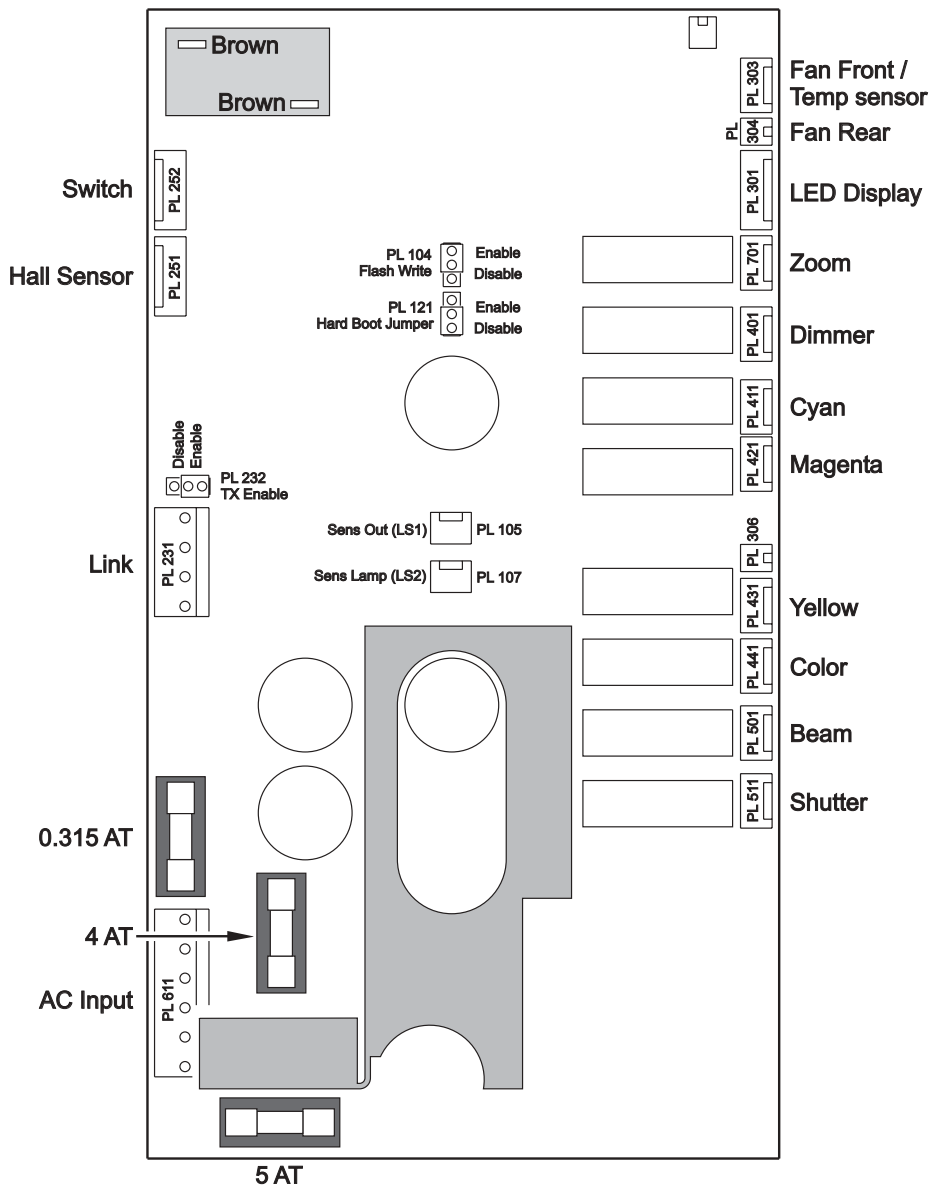 Brown
Brown
PL 303
Fan Front /
Temp sensor
PL
304
Fan Rear
PL 301
LED Display
Switch
PL 252
Hall Sensor
PL 251
PL 104
Flash Write
Enable
Disable
PL 121
Hard Boot Jumper
Enable
Disable
PL 701
Zoom
PL 401
Dimmer
PL 411
Cyan
PL 421
Magenta
Disable
Enable
PL 232
TX Enable
Link
PL 231
Sens Out (LS1)
PL 105
Sens Lamp (LS2)
PL 107
PL 306
PL 431
Yellow
PL 441
Color
PL 501
Beam
PL 511
Shutter
0.315 AT
4 AT
AC Input
PL 611
5 AT